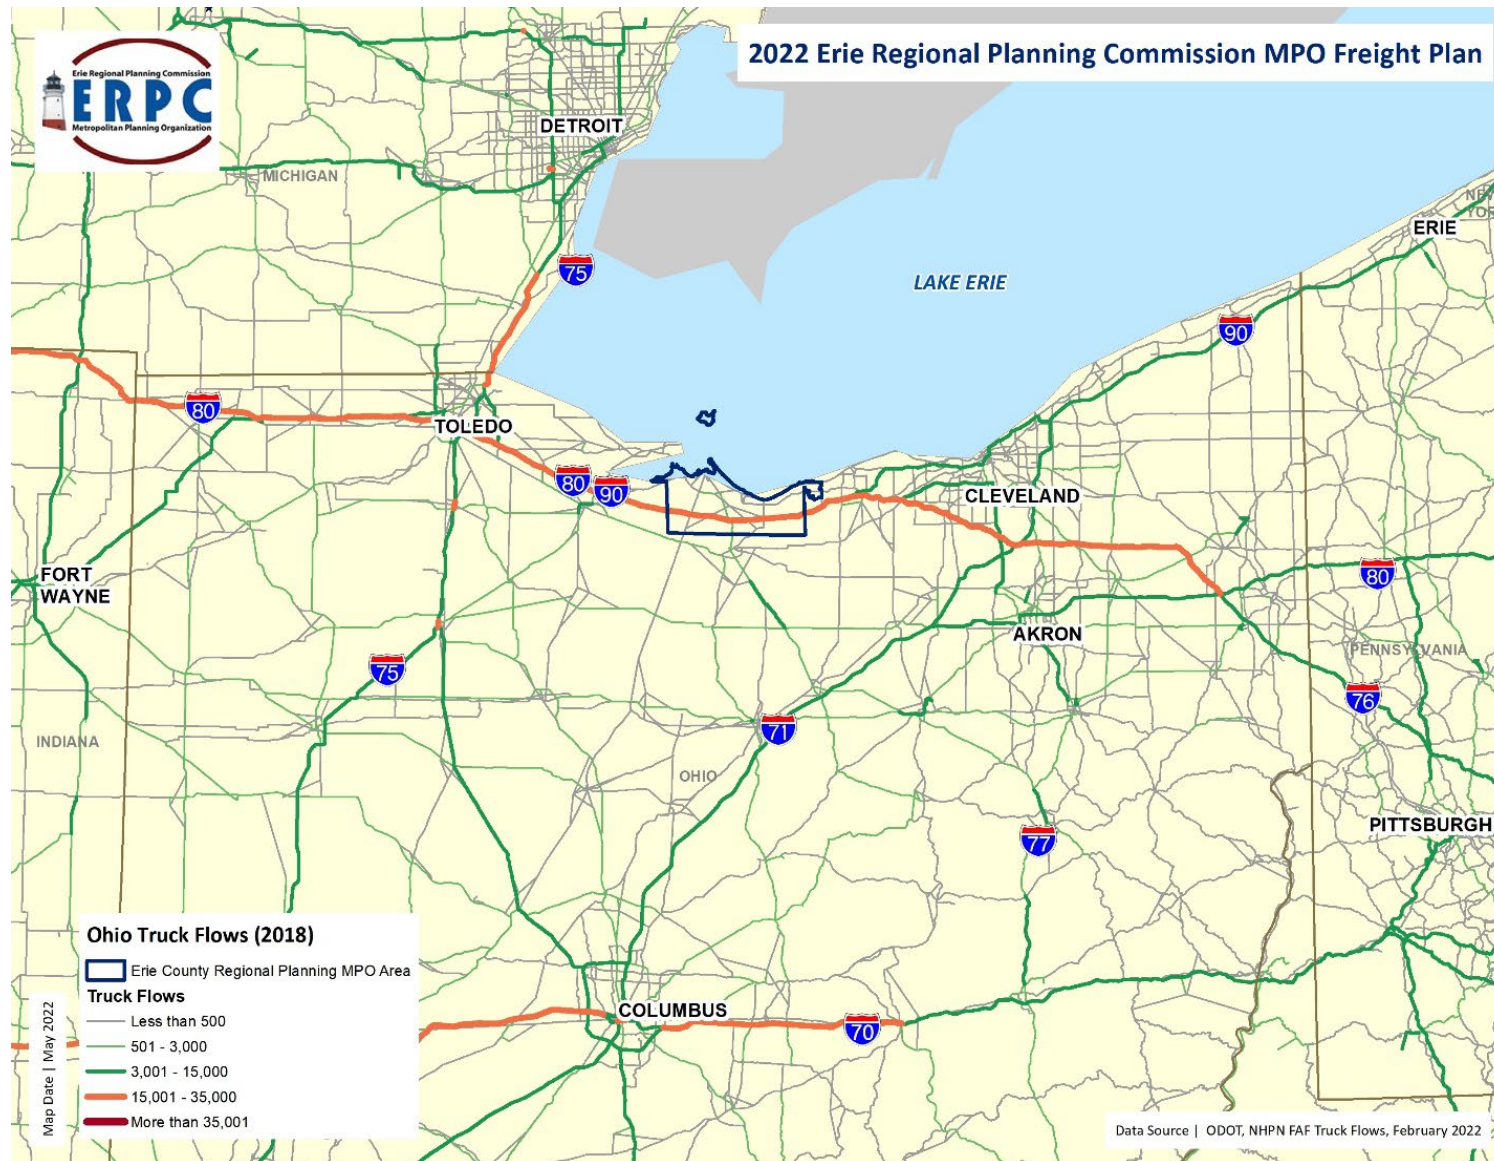 2022 Erie Regional Planning Commission MPO Freight Plan
Erie Regional Planning Commission
ERPC
Metropolitan Planning Organization
DETROIT
MICHIGAN
NEW
YOR
ERIE
75
LAKE ERIE
90
80
TOLEDO
80
90
CLEVELAND
FORT
WAYNE
80
AKRON
PENNSYLVANIA
75
76
71
INDIANA
OHIO
PITTSBURGH
77
COLUMBUS
70
Ohio Truck Flows (2018)
Erie County Regional Planning MPO Area
Truck Flows
Less than 500
501 - 3,000
3,001 - 15,000
15,001 - 35,000
More than 35,001
Map Date | May 2022
Data Source | ODOT, NHPN FAF Truck Flows, February 2022